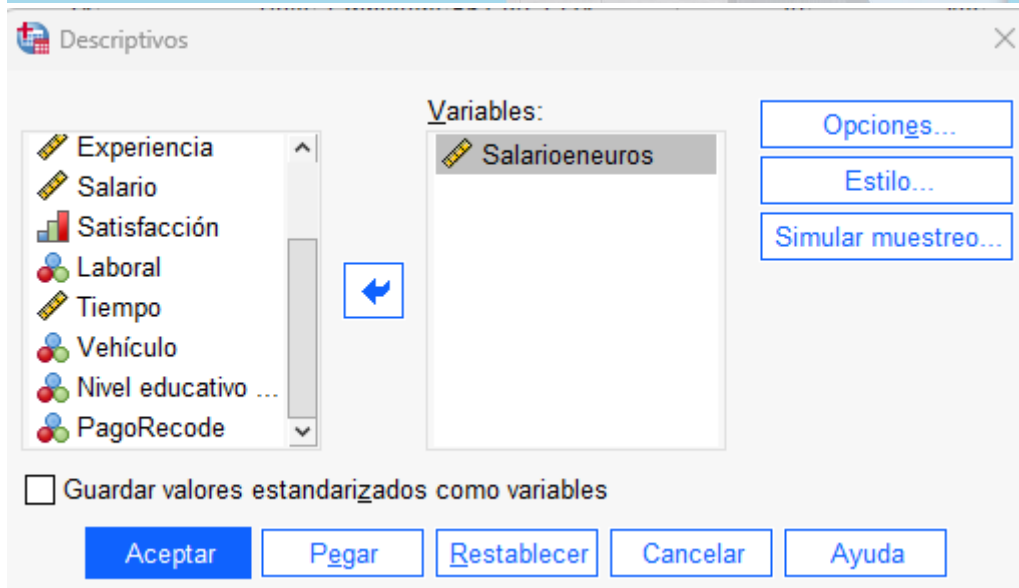 Descriptivos
Variables:
Experiencia
Salario
Satisfacción
Laboral
Tiempo
Vehículo
Nivel educativo ...
PagoRecode
Salarioeneuros
Opciones...
Estilo...
Simular muestreo...
Guardar valores estandarizados como variables
Aceptar
Pegar
Restablecer
Cancelar
Ayuda